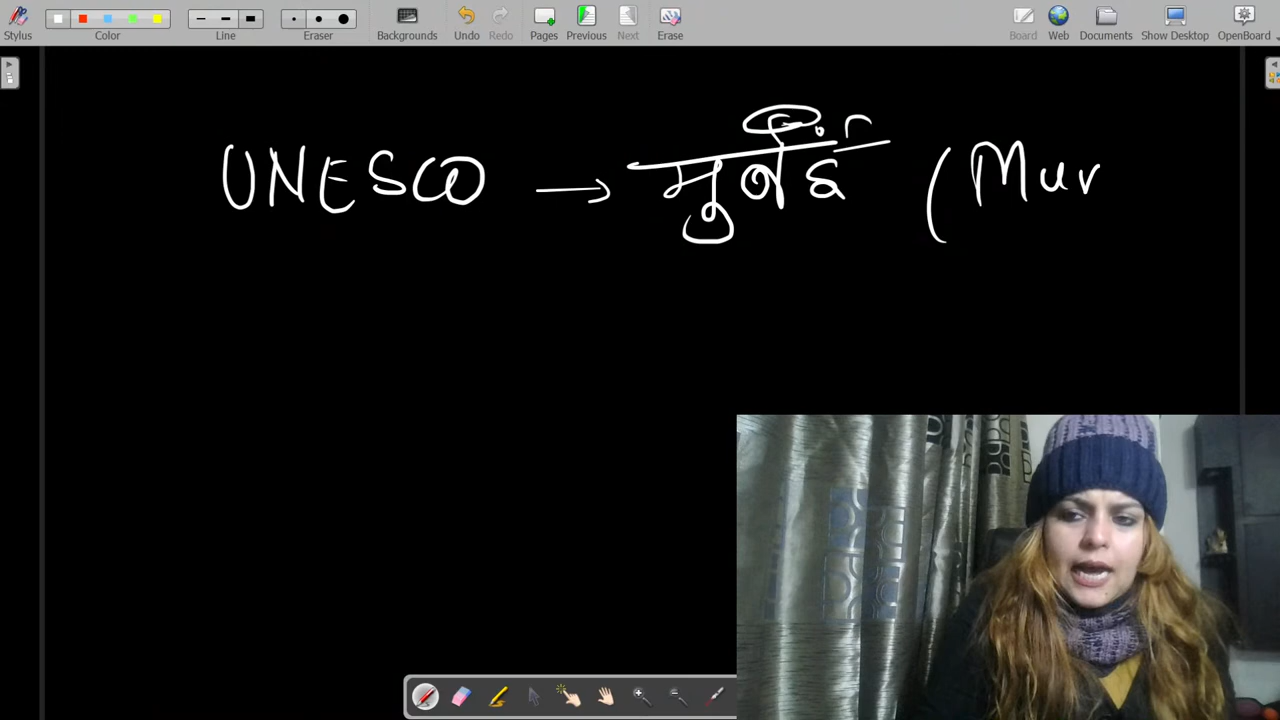 Stylus Color Line Eraser Backgrounds Undo Redo Pages Previous Next Erase Board Web Documents Show Desktop OpenBoard
UNESCO → (Mur